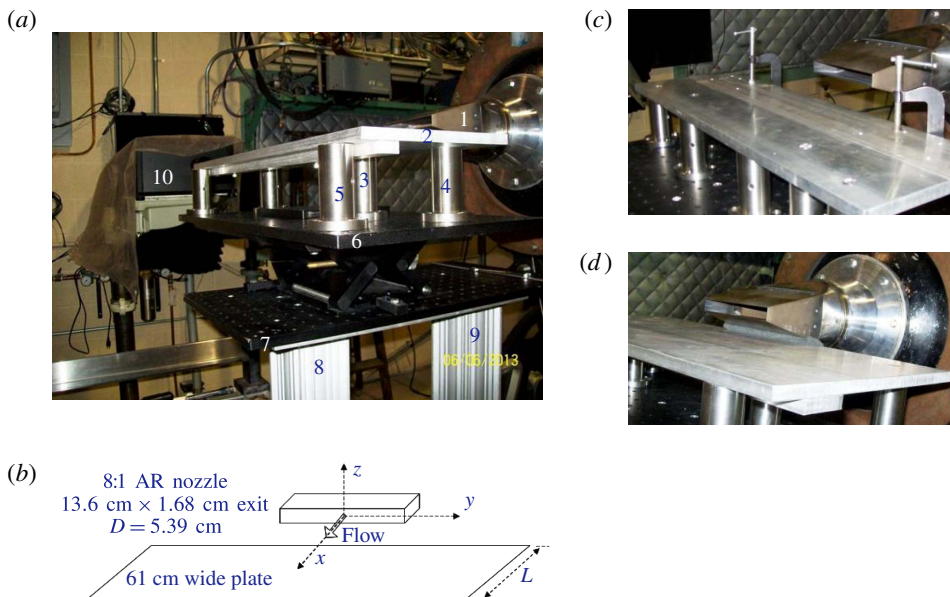 (a)
1
2
3
4
5
6
7
8
9
10
06/06/2013
(b)
8:1 AR nozzle
13.6 cm × 1.68 cm exit
D = 5.39 cm
z
y
Flow
x
61 cm wide plate
L
(c)
(d)